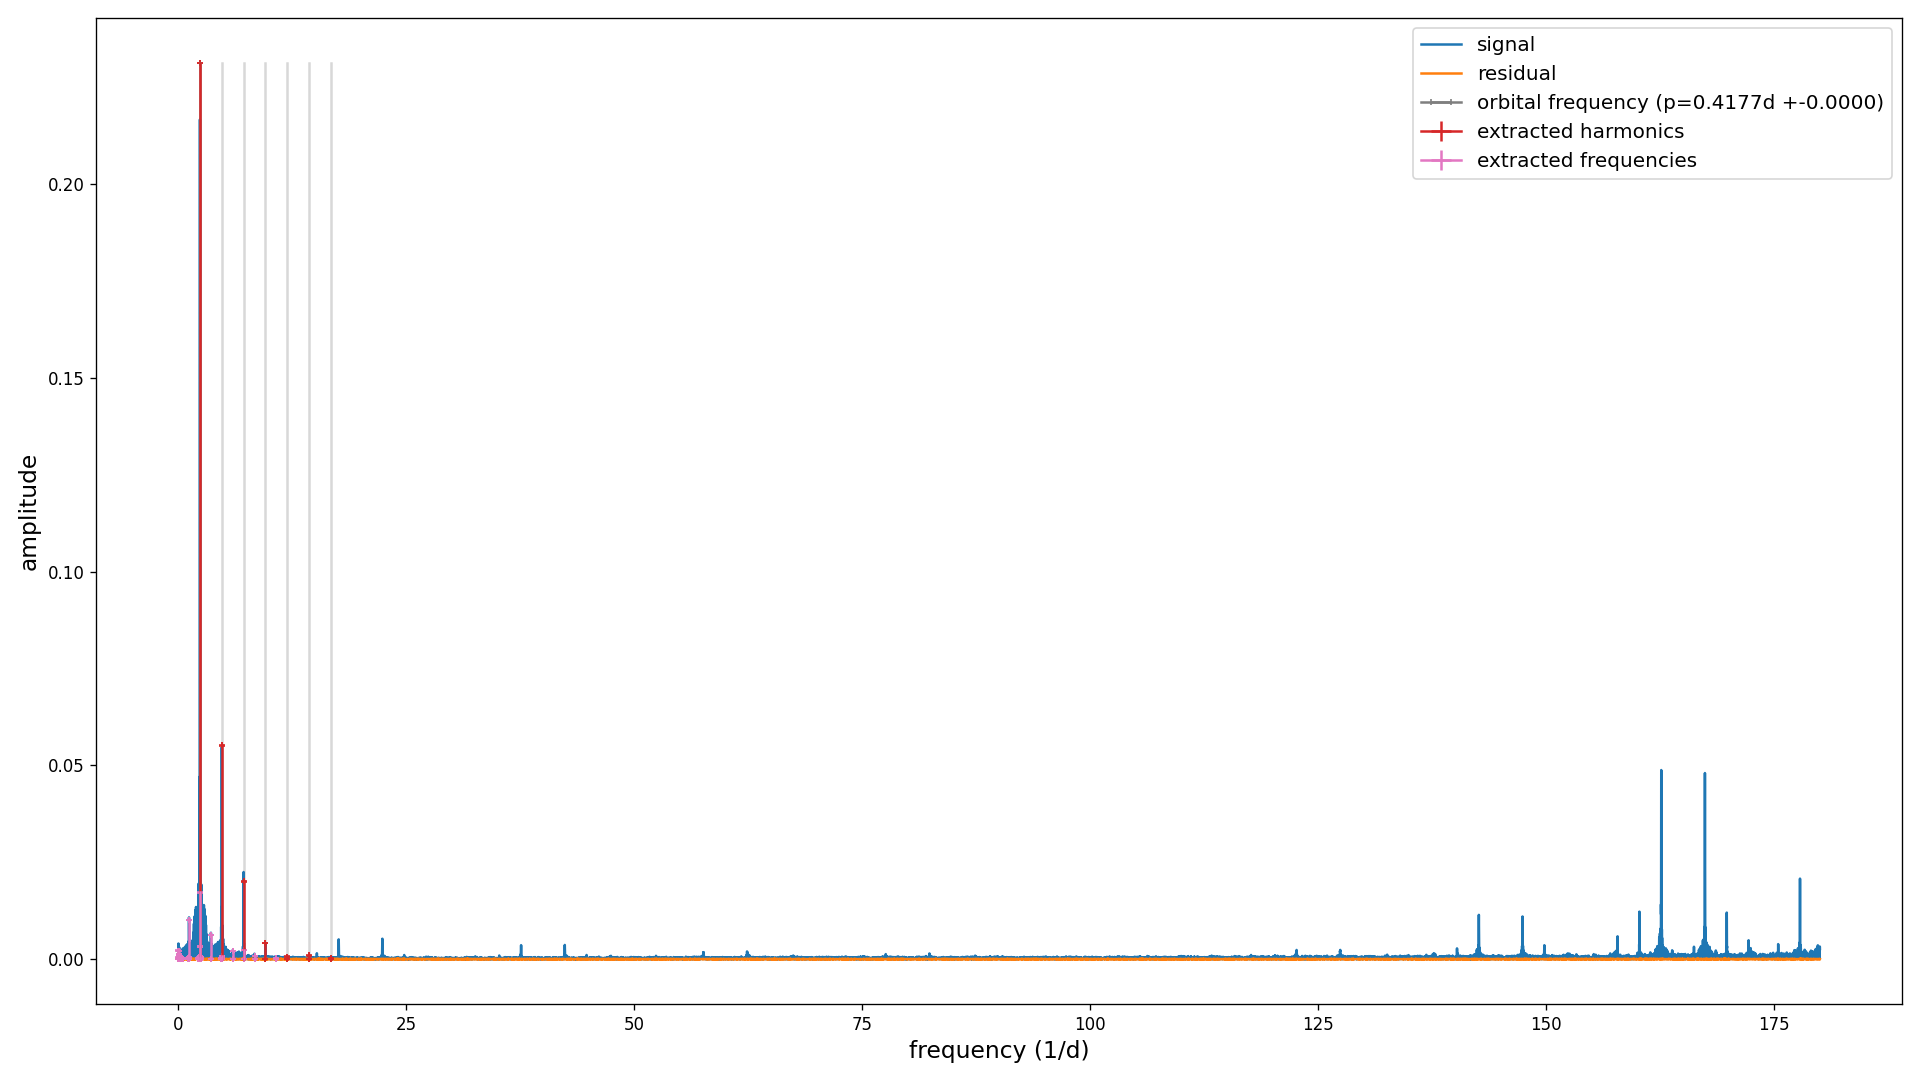 signal
residual
orbital frequency (p=0.4177d +-0.0000)
extracted harmonics
extracted frequencies
amplitude
0.20
0.15
0.10
0.05
0.00
0 25 50 75 100 125 150 175
frequency (1/d)